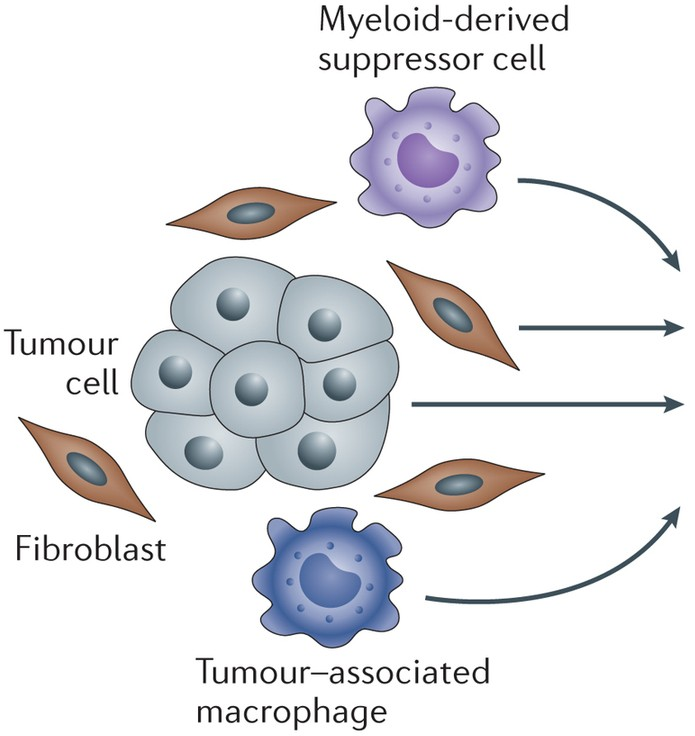 Myeloid-derived
suppressor cell
Tumour
cell
Fibroblast
Tumour–associated
macrophage